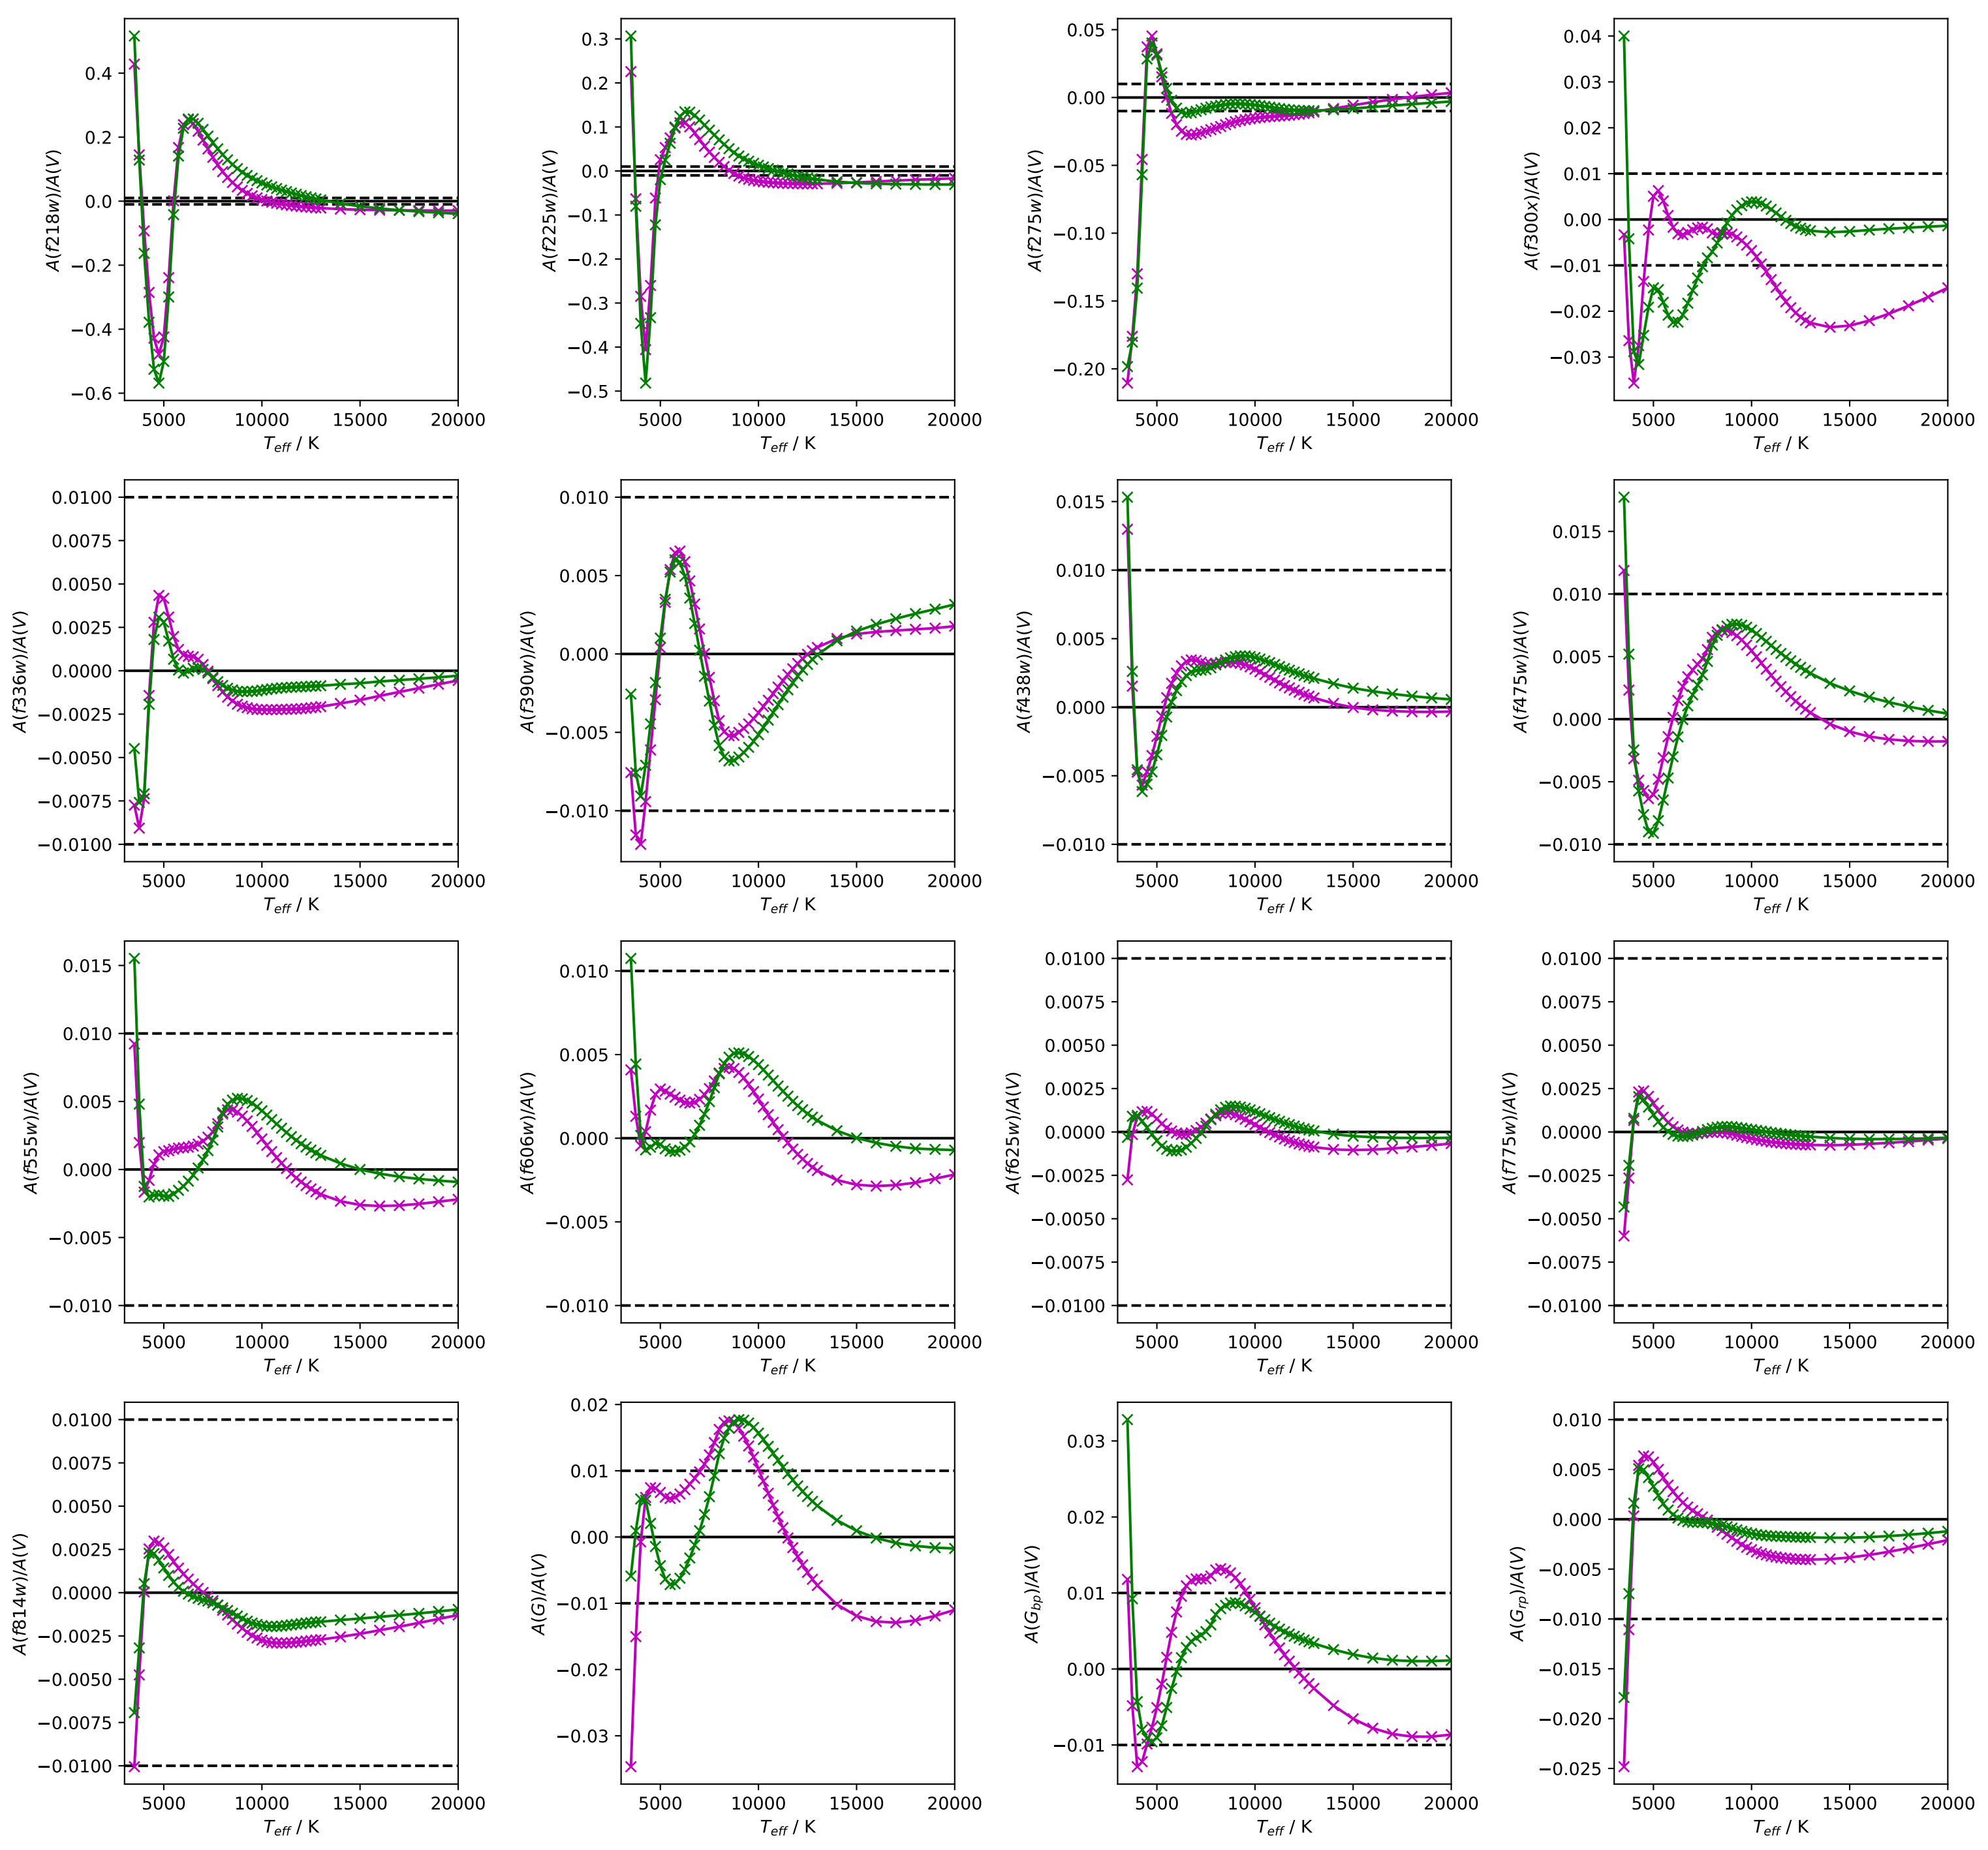 A(f218w)/A(V)
0.4
0.2
0.0
−0.2
−0.4
−0.6
5000 10000 15000 20000
T_eff / K
A(f225w)/A(V)
0.3
0.2
0.1
0.0
−0.1
−0.2
−0.3
−0.4
−0.5
5000 10000 15000 20000
T_eff / K
A(f275w)/A(V)
0.05
0.00
−0.05
−0.10
−0.15
−0.20
5000 10000 15000 20000
T_eff / K
A(f300x)/A(V)
0.04
0.03
0.02
0.01
0.00
−0.01
−0.02
−0.03
5000 10000 15000 20000
T_eff / K
A(f336w)/A(V)
0.0100
0.0075
0.0050
0.0025
0.0000
−0.0025
−0.0050
−0.0075
−0.0100
5000 10000 15000 20000
T_eff / K
A(f390w)/A(V)
0.010
0.005
0.000
−0.005
−0.010
5000 10000 15000 20000
T_eff / K
A(f438w)/A(V)
0.015
0.010
0.005
0.000
−0.005
−0.010
5000 10000 15000 20000
T_eff / K
A(f475w)/A(V)
0.015
0.010
0.005
0.000
−0.005
−0.010
5000 10000 15000 20000
T_eff / K
A(f555w)/A(V)
0.015
0.010
0.005
0.000
−0.005
−0.010
5000 10000 15000 20000
T_eff / K
A(f606w)/A(V)
0.010
0.005
0.000
−0.005
−0.010
5000 10000 15000 20000
T_eff / K
A(f625w)/A(V)
0.0100
0.0075
0.0050
0.0025
0.0000
−0.0025
−0.0050
−0.0075
−0.0100
5000 10000 15000 20000
T_eff / K
A(f775w)/A(V)
0.0100
0.0075
0.0050
0.0025
0.0000
−0.0025
−0.0050
−0.0075
−0.0100
5000 10000 15000 20000
T_eff / K
A(f814w)/A(V)
0.0100
0.0075
0.0050
0.0025
0.0000
−0.0025
−0.0050
−0.0075
−0.0100
5000 10000 15000 20000
T_eff / K
A(G)/A(V)
0.02
0.01
0.00
−0.01
−0.02
−0.03
5000 10000 15000 20000
T_eff / K
A(G_bp)/A(V)
0.03
0.02
0.01
0.00
−0.01
5000 10000 15000 20000
T_eff / K
A(G_rp)/A(V)
0.010
0.005
0.000
−0.005
−0.010
−0.015
−0.020
−0.025
5000 10000 15000 20000
T_eff / K